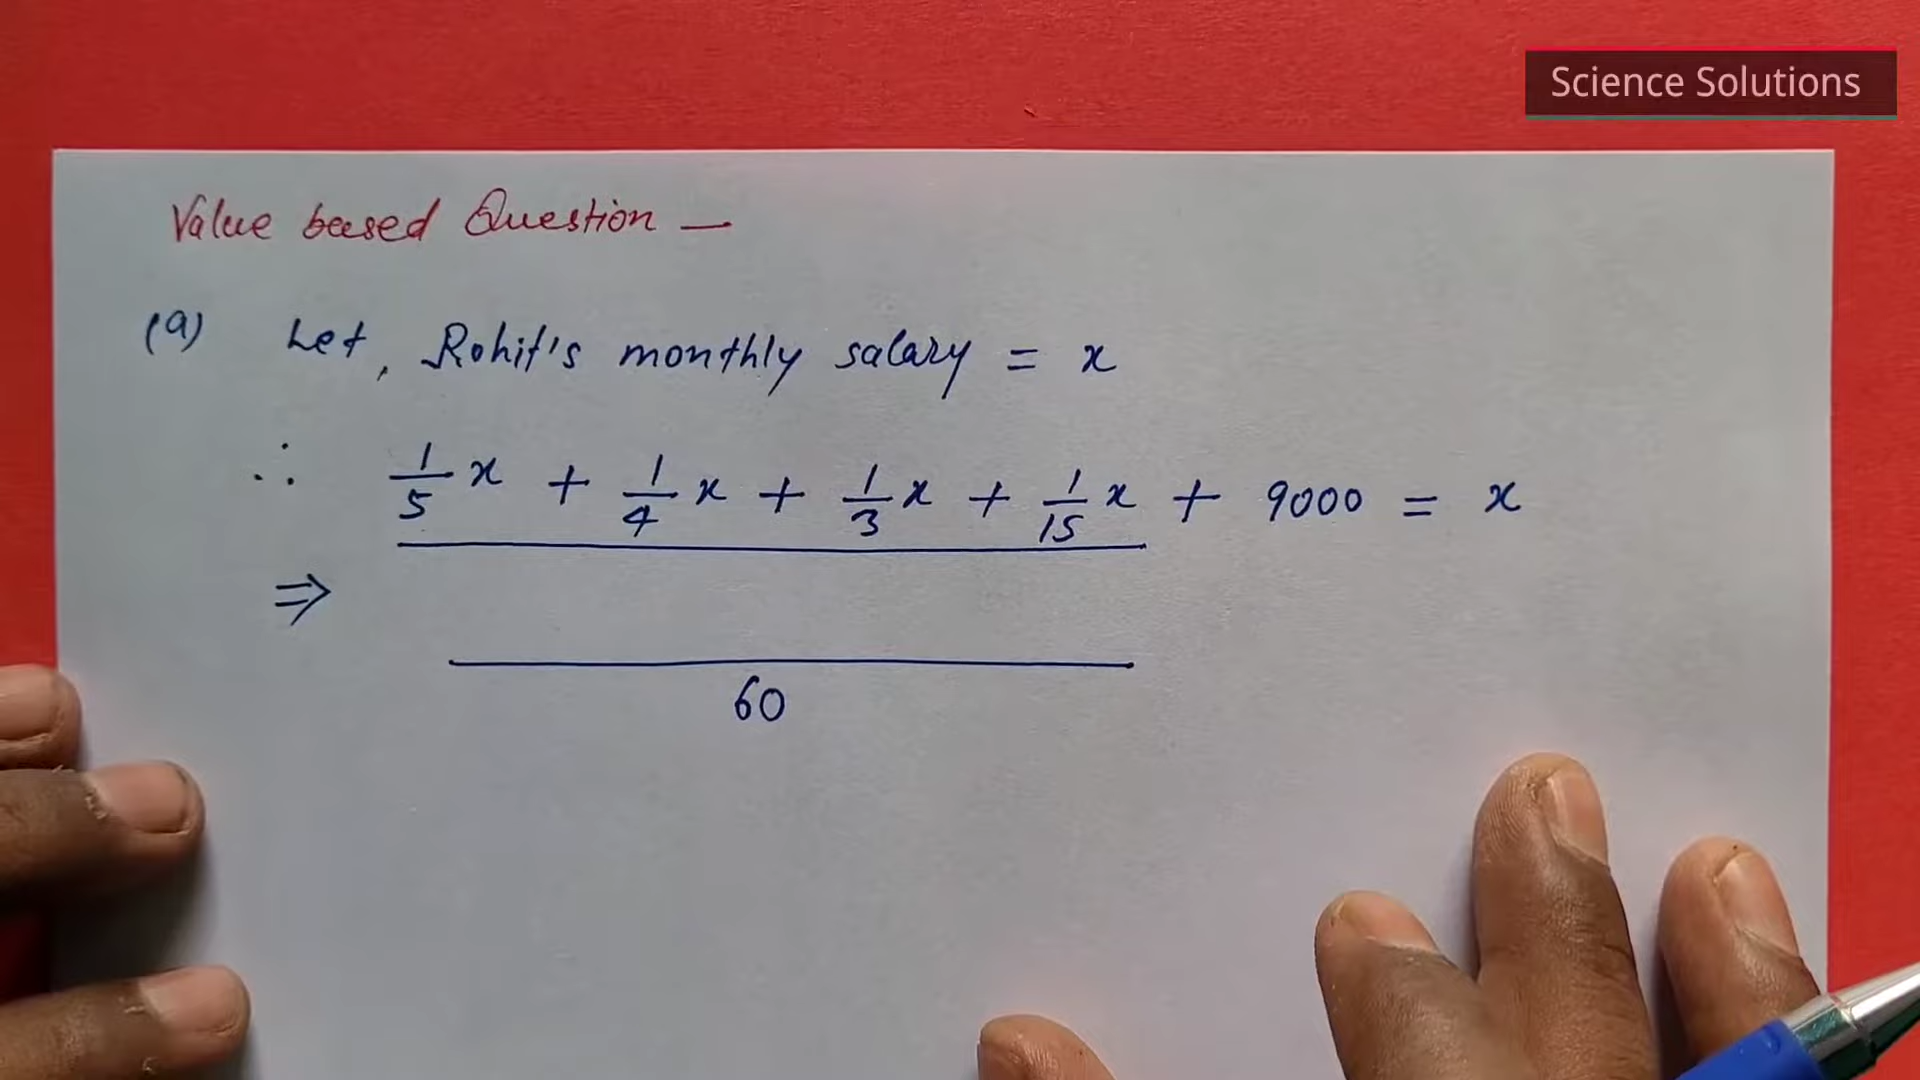 Science Solutions
Value based Question —
(a) Let, Rohit's monthly salary = x
∴ 1/5 x + 1/4 x + 1/3 x + 1/15 x + 9000 = x
⇒
60